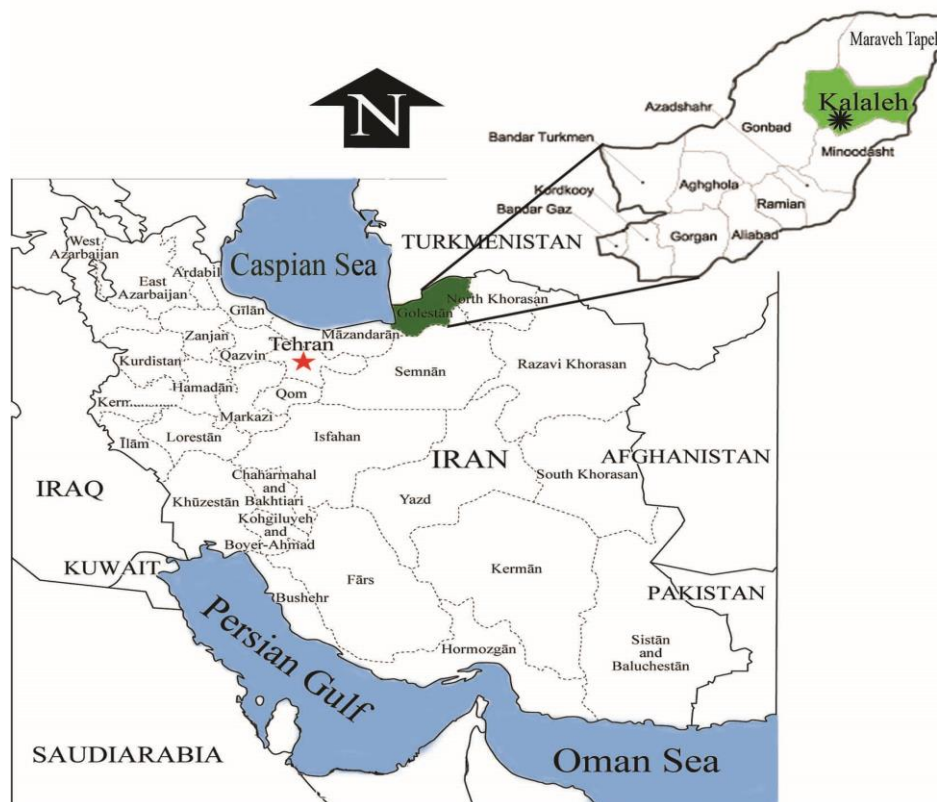 Maraveh Tapeh
Kalaleh
Azadshahr
Gonbad
Bandar Turkmen
Minoodasht
Kordkooy
Aghghola
Ramian
Bandar Gaz
Gorgan
Aliabad
N
TURKMENISTAN
West
Azarbaijan
Ardabil
Caspian Sea
East
Azarbaijan
North Khorasan
Golestān
Gīlān
Māzandarān
Zanjan
Tehran
Qazvin
Kurdistan
Semnān
Razavi Khorasan
Hamadān
Qom
Kerm......
Markazi
Īlām
Lorestān
Isfahan
IRAN
AFGHANISTAN
South Khorasan
IRAQ
Chaharmahal
and
Bakhtiari
Khūzestān
Yazd
Kohgiluyeh
and
Boyer-Ahmad
KUWAIT
Fārs
Kermān
PAKISTAN
Bushehr
Persian Gulf
Sistān
and
Baluchestān
Hormozgān
SAUDIARABIA
Oman Sea